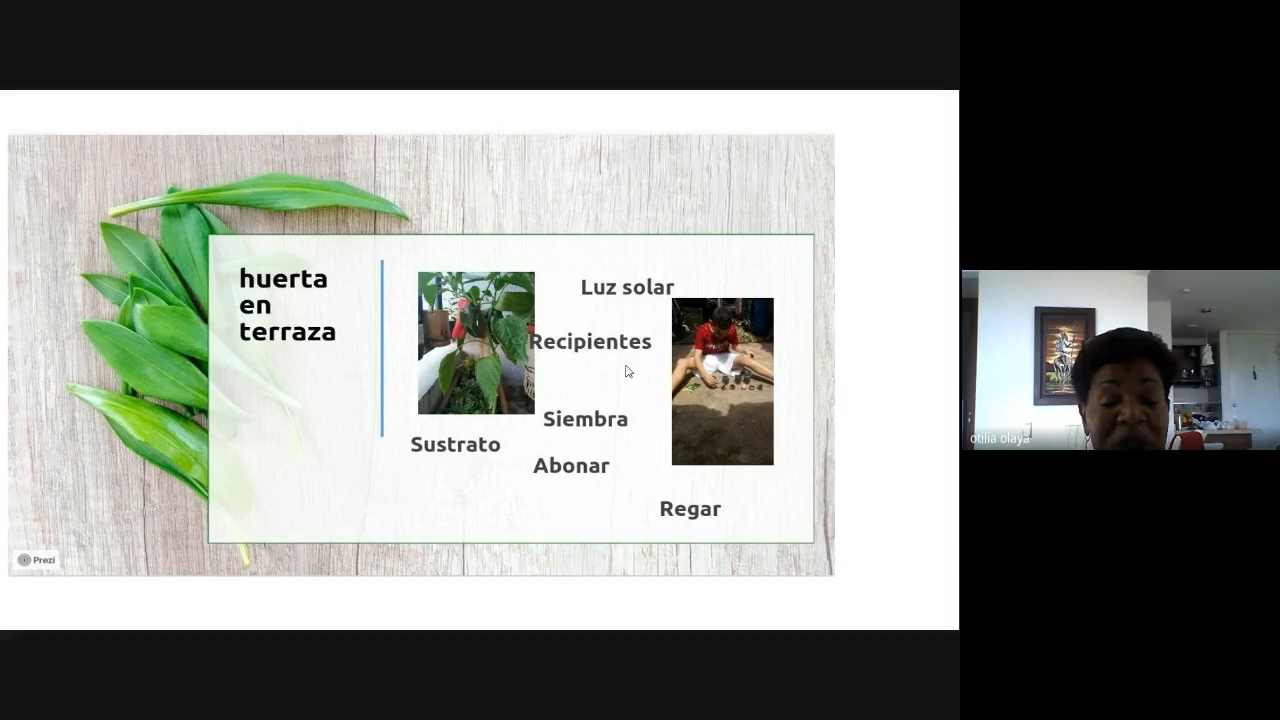 huerta
en
terraza
Luz solar
Recipientes
Siembra
Sustrato
Abonar
Regar
Prezi
otilia olaya